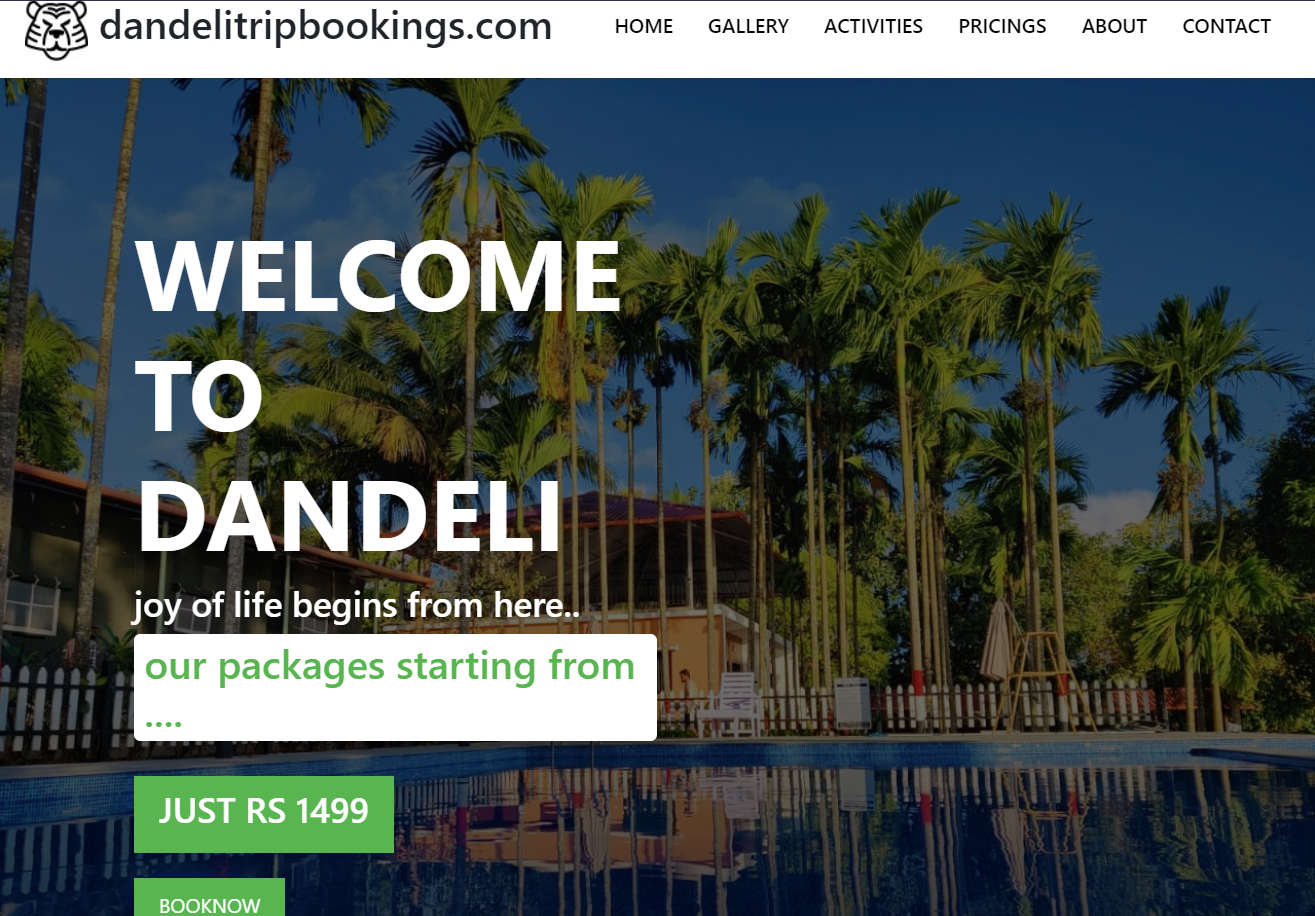 dandelitripbookings.com
HOME GALLERY ACTIVITIES PRICINGS ABOUT CONTACT
WELCOME
TO
DANDELI
joy of life begins from here..
our packages starting from
....
JUST RS 1499
BOOKNOW